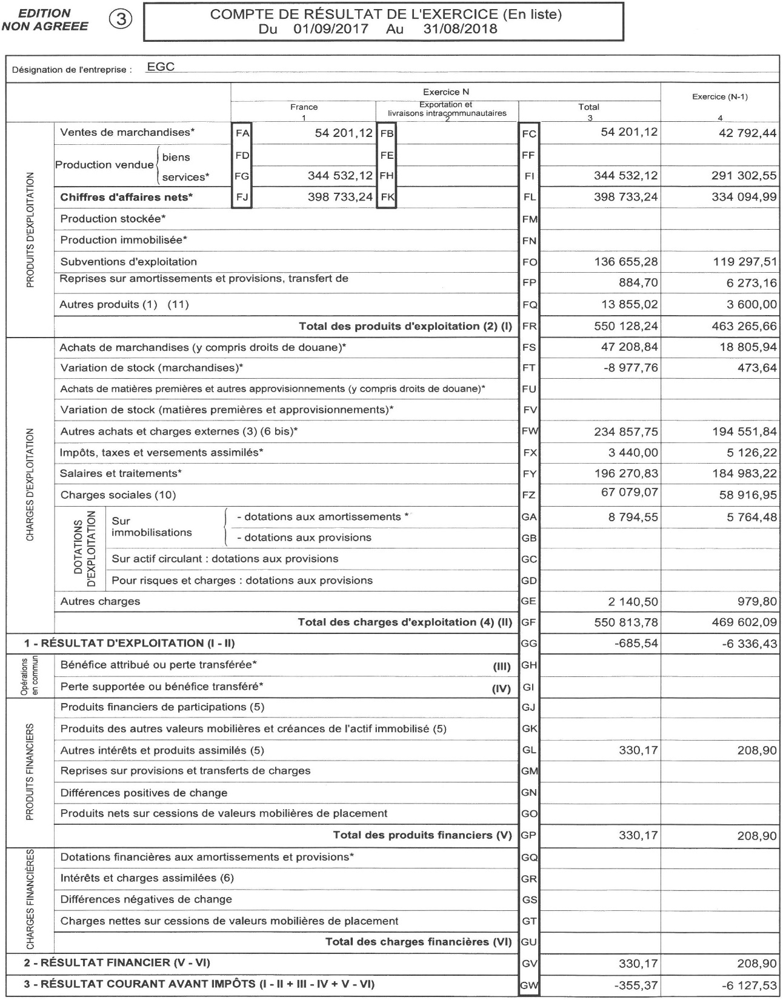 EDITION
NON AGREEE
3
COMPTE DE RÉSULTAT DE L'EXERCICE (En liste)
Du 01/09/2017 Au 31/08/2018
Désignation de l'entreprise : EGC
Exercice N
Exercice (N-1)
France
1
Exportation et
livraisons intracommunautaires
2
Total
3
4
PRODUITS D'EXPLOITATION
Ventes de marchandises* FA 54 201,12 FB FC 54 201,12 42 792,44
Production vendue
biens FD FE FF
services* FG 344 532,12 FH FI 344 532,12 291 302,55
Chiffres d'affaires nets* FJ 398 733,24 FK FL 398 733,24 334 094,99
Production stockée* FM
Production immobilisée* FN
Subventions d'exploitation FO 136 655,28 119 297,51
Reprises sur amortissements et provisions, transfert de FP 884,70 6 273,16
Autres produits (1) (11) FQ 13 855,02 3 600,00
Total des produits d'exploitation (2) (I) FR 550 128,24 463 265,66
CHARGES D'EXPLOITATION
Achats de marchandises (y compris droits de douane)* FS 47 208,84 18 805,94
Variation de stock (marchandises)* FT -8 977,76 473,64
Achats de matières premières et autres approvisionnements (y compris droits de douane)* FU
Variation de stock (matières premières et approvisionnements)* FV
Autres achats et charges externes (3) (6 bis)* FW 234 857,75 194 551,84
Impôts, taxes et versements assimilés* FX 3 440,00 5 126,22
Salaires et traitements* FY 196 270,83 184 983,22
Charges sociales (10) FZ 67 079,07 58 916,95
DOTATIONS
D'EXPLOITATION
Sur
immobilisations
- dotations aux amortissements * GA 8 794,55 5 764,48
- dotations aux provisions GB
Sur actif circulant : dotations aux provisions GC
Pour risques et charges : dotations aux provisions GD
Autres charges GE 2 140,50 979,80
Total des charges d'exploitation (4) (II) GF 550 813,78 469 602,09
1 - RÉSULTAT D'EXPLOITATION (I - II) GG -685,54 -6 336,43
Opérations
en commun
Bénéfice attribué ou perte transférée* (III) GH
Perte supportée ou bénéfice transféré* (IV) GI
PRODUITS FINANCIERS
Produits financiers de participations (5) GJ
Produits des autres valeurs mobilières et créances de l'actif immobilisé (5) GK
Autres intérêts et produits assimilés (5) GL 330,17 208,90
Reprises sur provisions et transferts de charges GM
Différences positives de change GN
Produits nets sur cessions de valeurs mobilières de placement GO
Total des produits financiers (V) GP 330,17 208,90
CHARGES FINANCIÈRES
Dotations financières aux amortissements et provisions* GQ
Intérêts et charges assimilées (6) GR
Différences négatives de change GS
Charges nettes sur cessions de valeurs mobilières de placement GT
Total des charges financières (VI) GU
2 - RÉSULTAT FINANCIER (V - VI) GV 330,17 208,90
3 - RÉSULTAT COURANT AVANT IMPÔTS (I - II + III - IV + V - VI) GW -355,37 -6 127,53